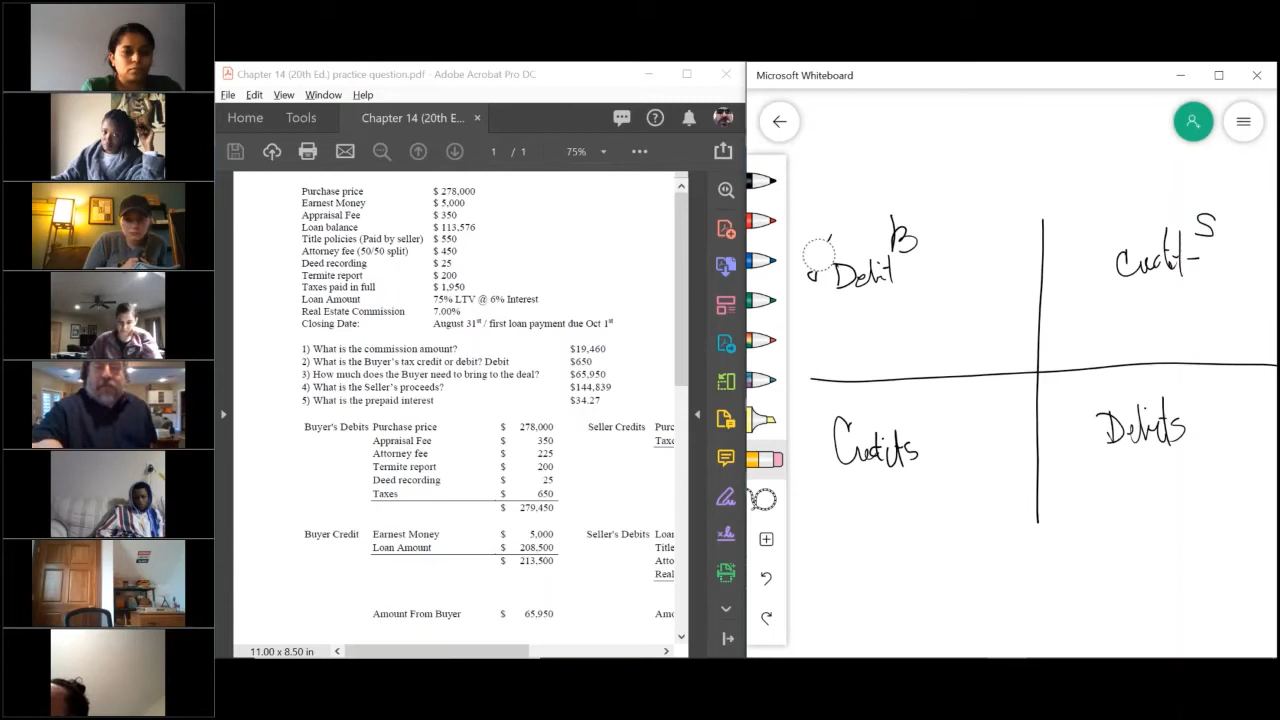 Chapter 14 (20th Ed.) practice question.pdf - Adobe Acrobat Pro DC
File Edit View Window Help
Home Tools Chapter 14 (20th E... ×
1 / 1 75%
Purchase price $ 278,000
Earnest Money $ 5,000
Appraisal Fee $ 350
Loan balance $ 113,576
Title policies (Paid by seller) $ 550
Attorney fee (50/50 split) $ 450
Deed recording $ 25
Termite report $ 200
Taxes paid in full $ 1,950
Loan Amount 75% LTV @ 6% Interest
Real Estate Commission 7.00%
Closing Date: August 31st / first loan payment due Oct 1st
1) What is the commission amount? $19,460
2) What is the Buyer's tax credit or debit? Debit $650
3) How much does the Buyer need to bring to the deal? $65,950
4) What is the Seller's proceeds? $144,839
5) What is the prepaid interest $34.27
Buyer's Debits Purchase price $ 278,000 Seller Credits Purc
Appraisal Fee $ 350 Taxe
Attorney fee $ 225
Termite report $ 200
Deed recording $ 25
Taxes $ 650
$ 279,450
Buyer Credit Earnest Money $ 5,000 Seller's Debits Loan
Loan Amount $ 208,500 Title
$ 213,500 Atto
Real
Amount From Buyer $ 65,950 Amo
11.00 x 8.50 in
Microsoft Whiteboard
B
Debit
S
Credit
Credits
Debits